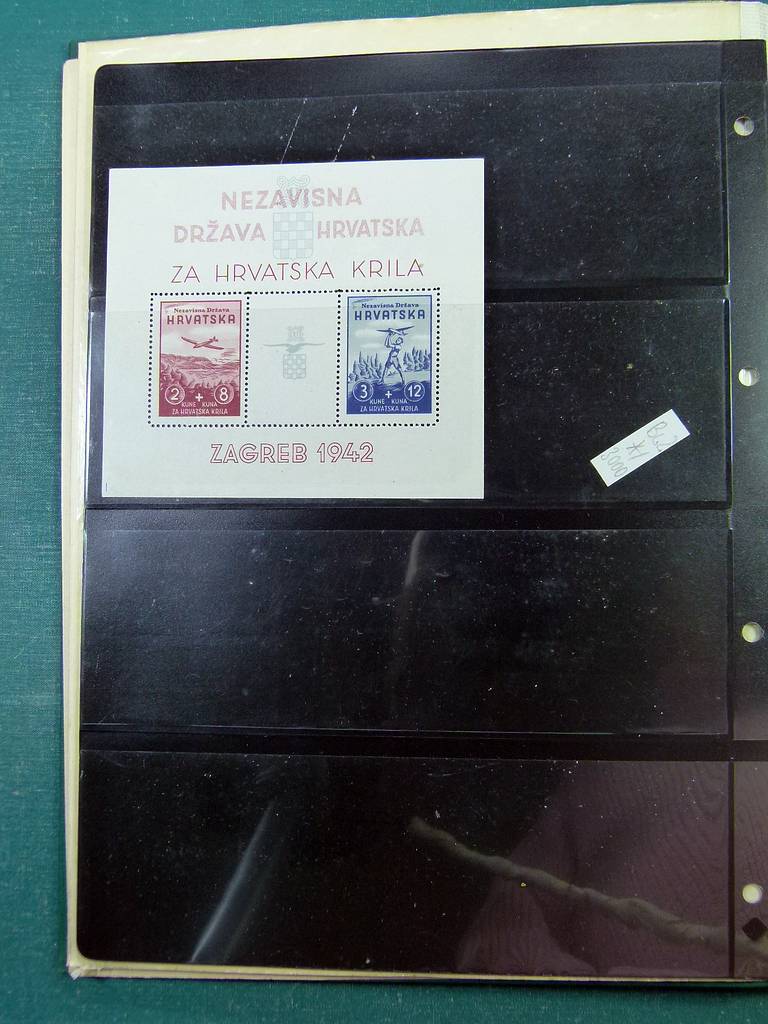 NEZAVISNA
DRŽAVA HRVATSKA
ZA HRVATSKA KRILA
Nezavisna Država
HRVATSKA
2 + 8
KUNE KUNA
ZA HRVATSKA KRILA
Nezavisna Država
HRVATSKA
3 + 12
KUNE KUNA
ZA HRVATSKA KRILA
ZAGREB 1942
3000